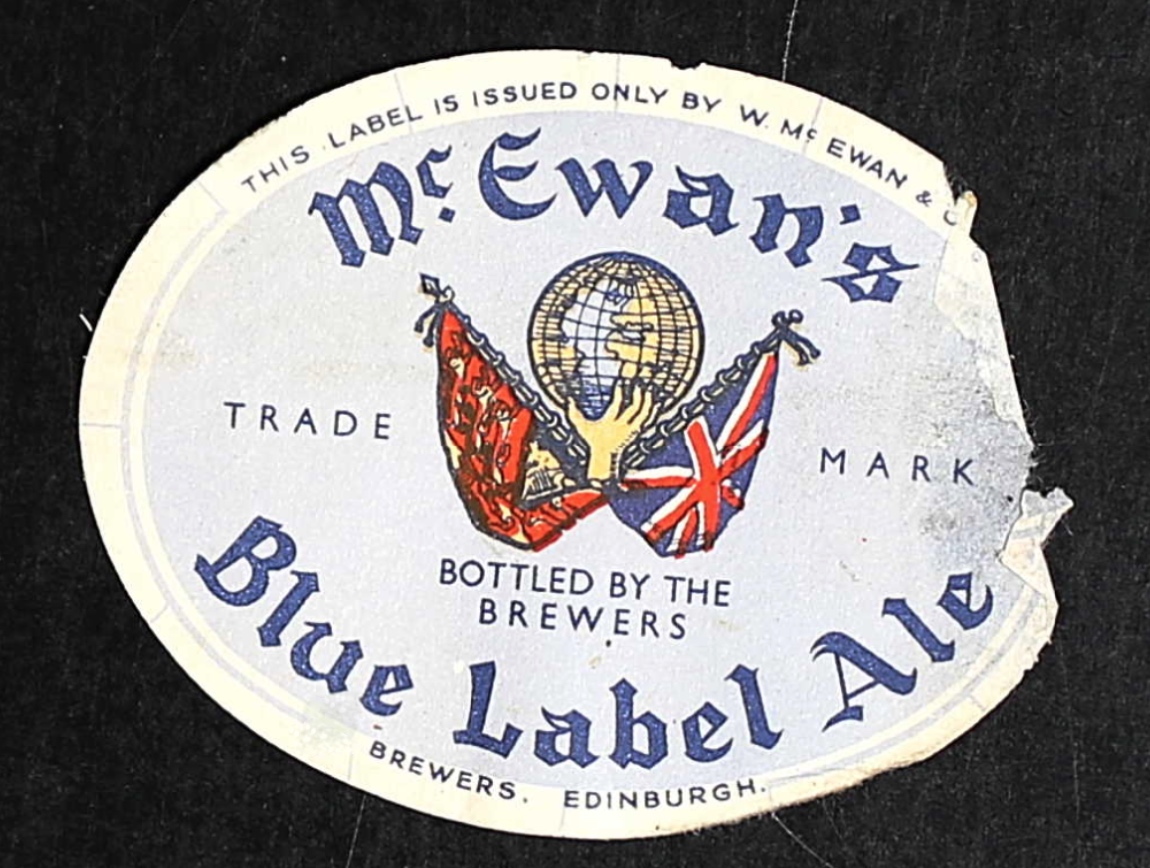 THIS LABEL IS ISSUED ONLY BY W. McEWAN & C
McEwan's
TRADE MARK
BOTTLED BY THE
BREWERS
Blue Label Ale
BREWERS. EDINBURGH.